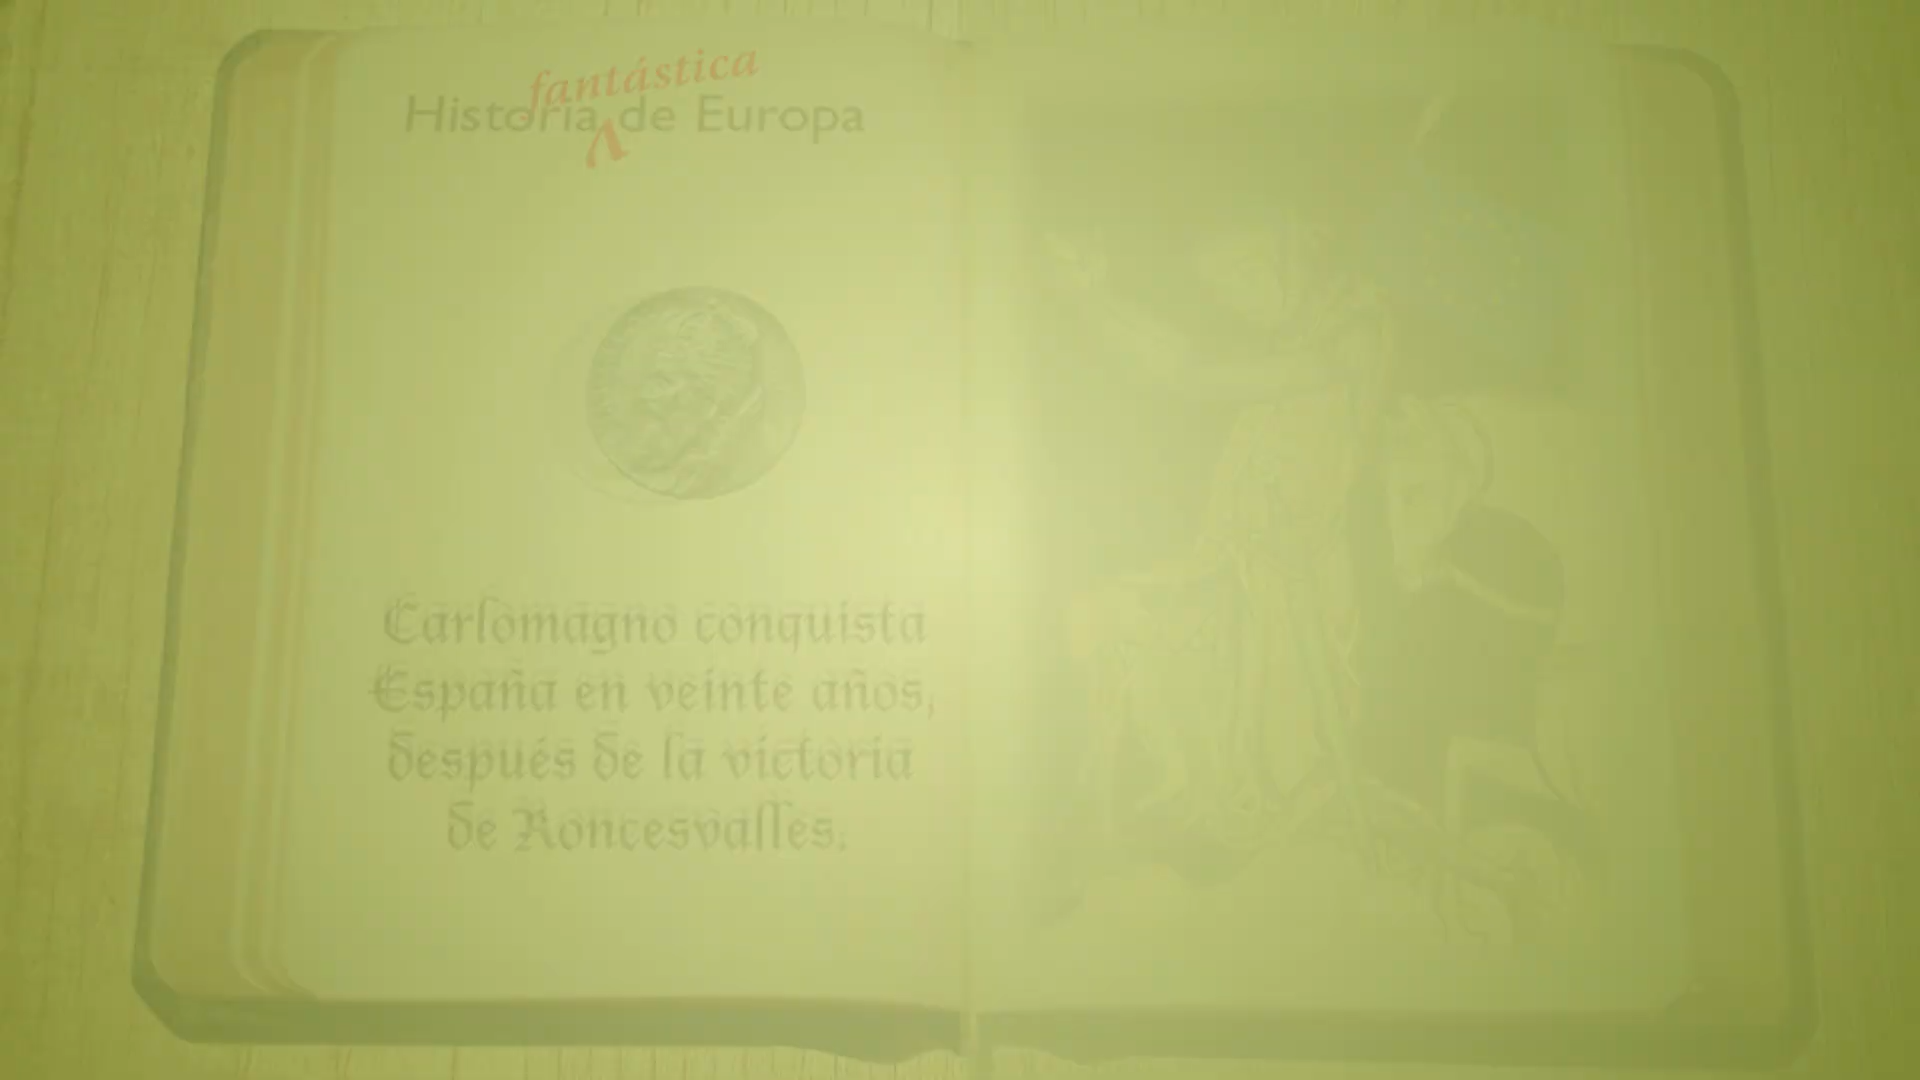 fantástica
Historia de Europa
Carlomagno conquista
España en veinte años,
después de la victoria
de Roncesvalles.